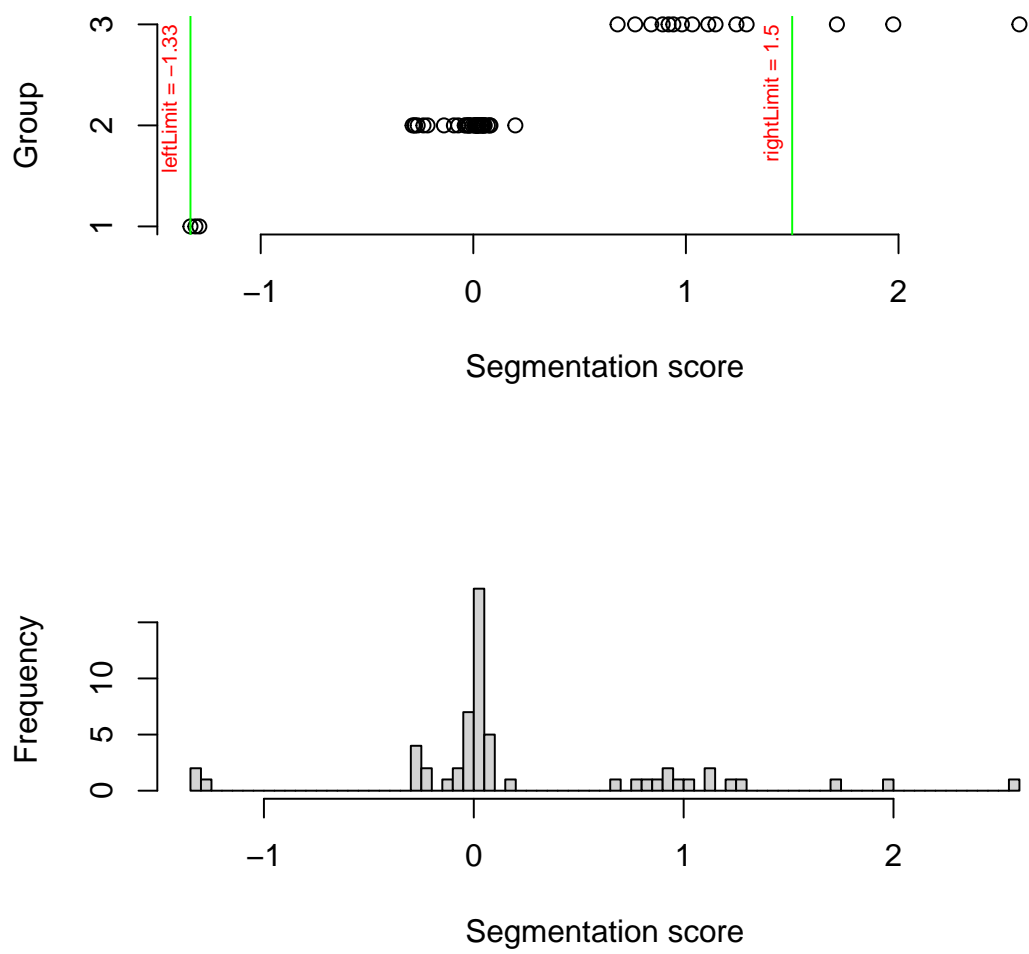 Group
1
2
3
leftLimit = −1.33
rightLimit = 1.5
−1 0 1 2
Segmentation score
Frequency
0
5
10
−1 0 1 2
Segmentation score